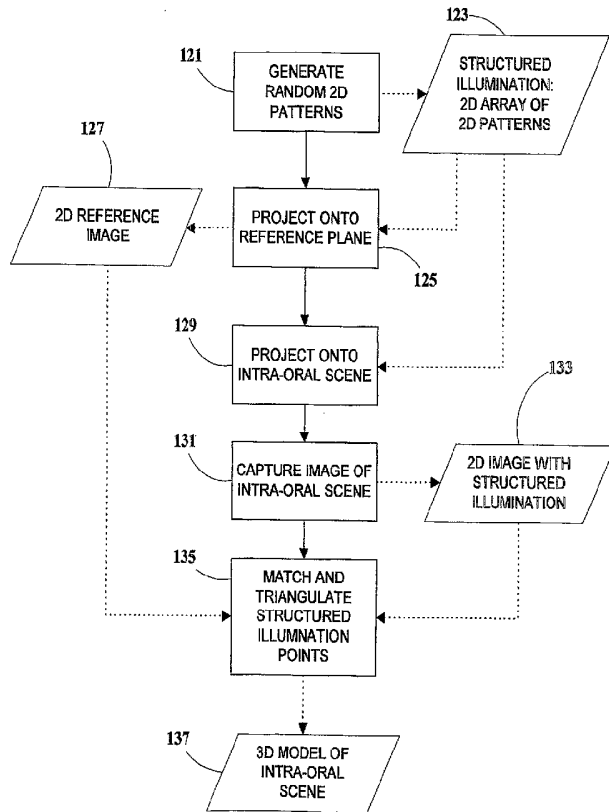 123
121
GENERATE
RANDOM 2D
PATTERNS
STRUCTURED
ILLUMINATION:
2D ARRAY OF
2D PATTERNS
127
2D REFERENCE
IMAGE
PROJECT ONTO
REFERENCE PLANE
125
129
PROJECT ONTO
INTRA-ORAL SCENE
133
131
CAPTURE IMAGE OF
INTRA-ORAL SCENE
2D IMAGE WITH
STRUCTURED
ILLUMINATION
135
MATCH AND
TRIANGULATE
STRUCTURED
ILLUMNATION
POINTS
137
3D MODEL OF
INTRA-ORAL
SCENE